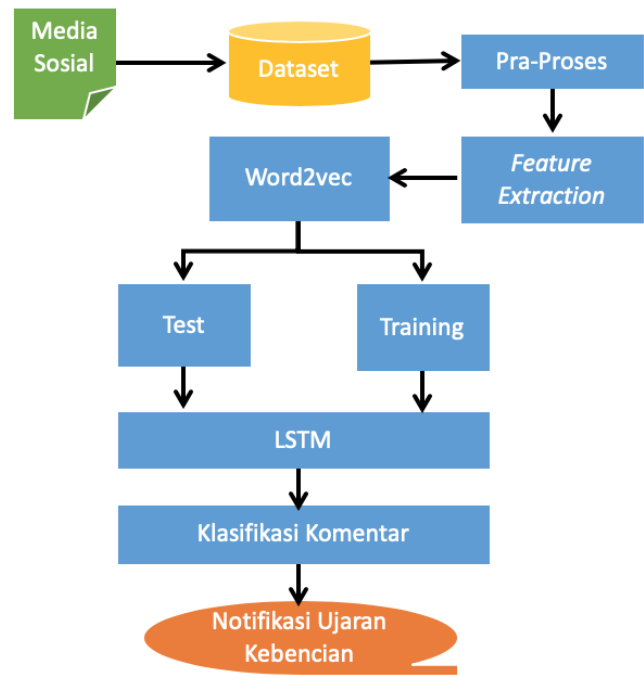 Media
Sosial
Dataset
Pra-Proses
Feature
Extraction
Word2vec
Test
Training
LSTM
Klasifikasi Komentar
Notifikasi Ujaran
Kebencian